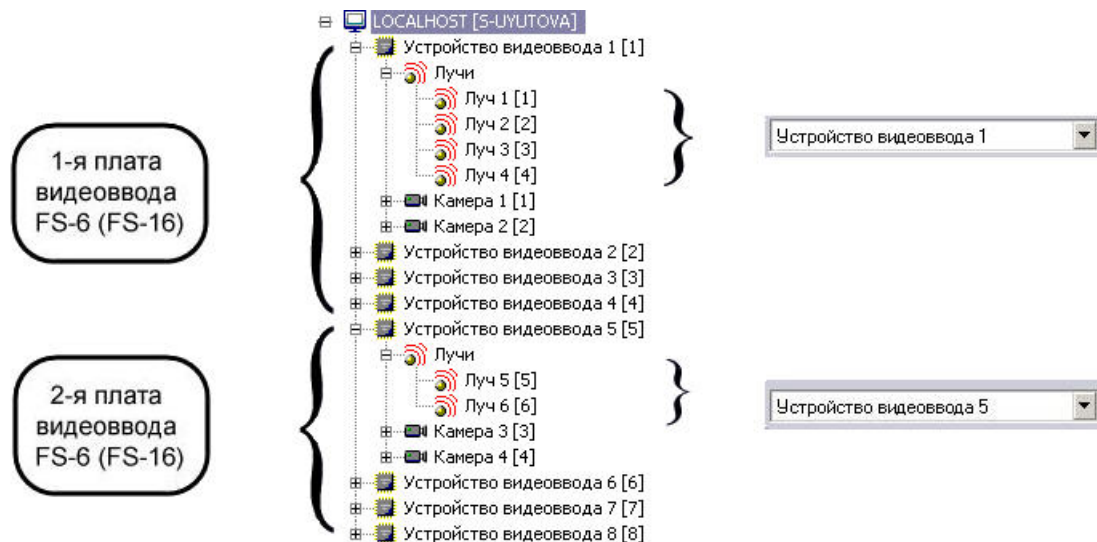 LOCALHOST [S-UYUTOVA]
Устройство видеоввода 1 [1]
Лучи
Луч 1 [1]
Луч 2 [2]
Луч 3 [3]
Луч 4 [4]
Камера 1 [1]
Камера 2 [2]
Устройство видеоввода 2 [2]
Устройство видеоввода 3 [3]
Устройство видеоввода 4 [4]
Устройство видеоввода 5 [5]
Лучи
Луч 5 [5]
Луч 6 [6]
Камера 3 [3]
Камера 4 [4]
Устройство видеоввода 6 [6]
Устройство видеоввода 7 [7]
Устройство видеоввода 8 [8]
1-я плата
видеоввода
FS-6 (FS-16)
2-я плата
видеоввода
FS-6 (FS-16)
Устройство видеоввода 1
Устройство видеоввода 5